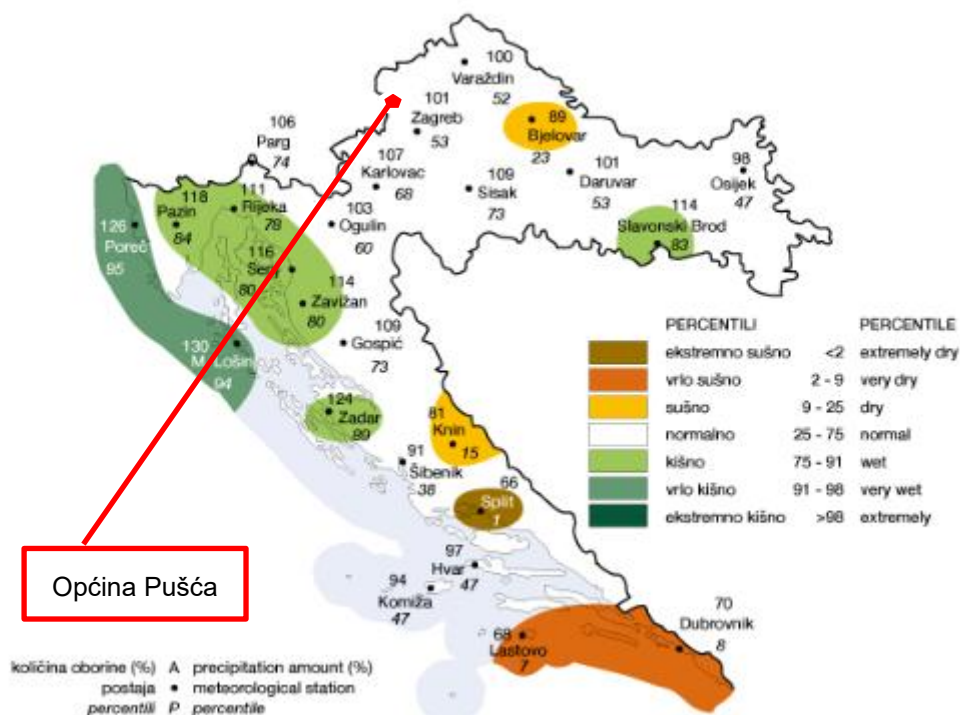 100
Varaždin
52
101
Zagreb
53
89
Bjelovar
23
106
Parg
74
107
Karlovac
68
109
Sisak
73
101
Daruvar
53
98
Osijek
47
118
Pazin
84
111
Rijeka
78
103
Ogulin
60
114
Slavonski Brod
83
126
Poreč
95
116
Senj
80
114
Zavižan
80
109
Gospić
73
130
M. Lošinj
94
124
Zadar
89
81
Knin
15
91
Šibenik
38
66
Split
1
97
Hvar
47
94
Komiža
47
68
Lastovo
7
70
Dubrovnik
8
PERCENTILI PERCENTILE
ekstremno sušno <2 extremely dry
vrlo sušno 2 - 9 very dry
sušno 9 - 25 dry
normalno 25 - 75 normal
kišno 75 - 91 wet
vrlo kišno 91 - 98 very wet
ekstremno kišno >98 extremely
Općina Pušća
količina oborine (%) A precipitation amount (%)
postaja • meteorological station
percentili P percentile